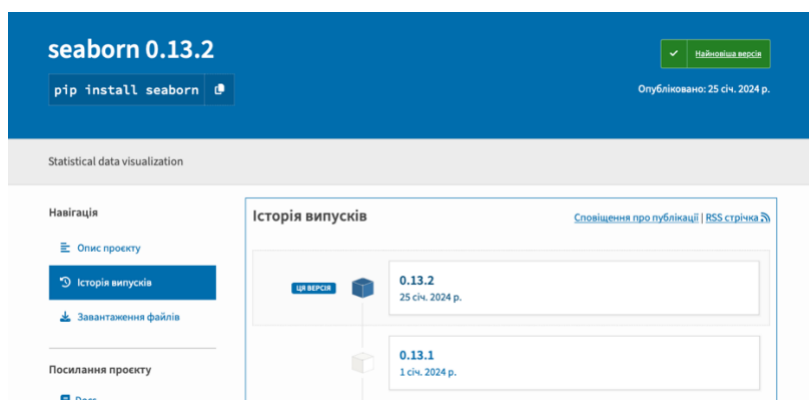 seaborn 0.13.2
pip install seaborn
Найновіша версія
Опубліковано: 25 січ. 2024 р.
Statistical data visualization
Навігація
Опис проєкту
Історія випусків
Завантаження файлів
Посилання проєкту
Docs
Історія випусків
Сповіщення про публікації | RSS стрічка
ЦЯ ВЕРСІЯ
0.13.2
25 січ. 2024 р.
0.13.1
1 січ. 2024 р.